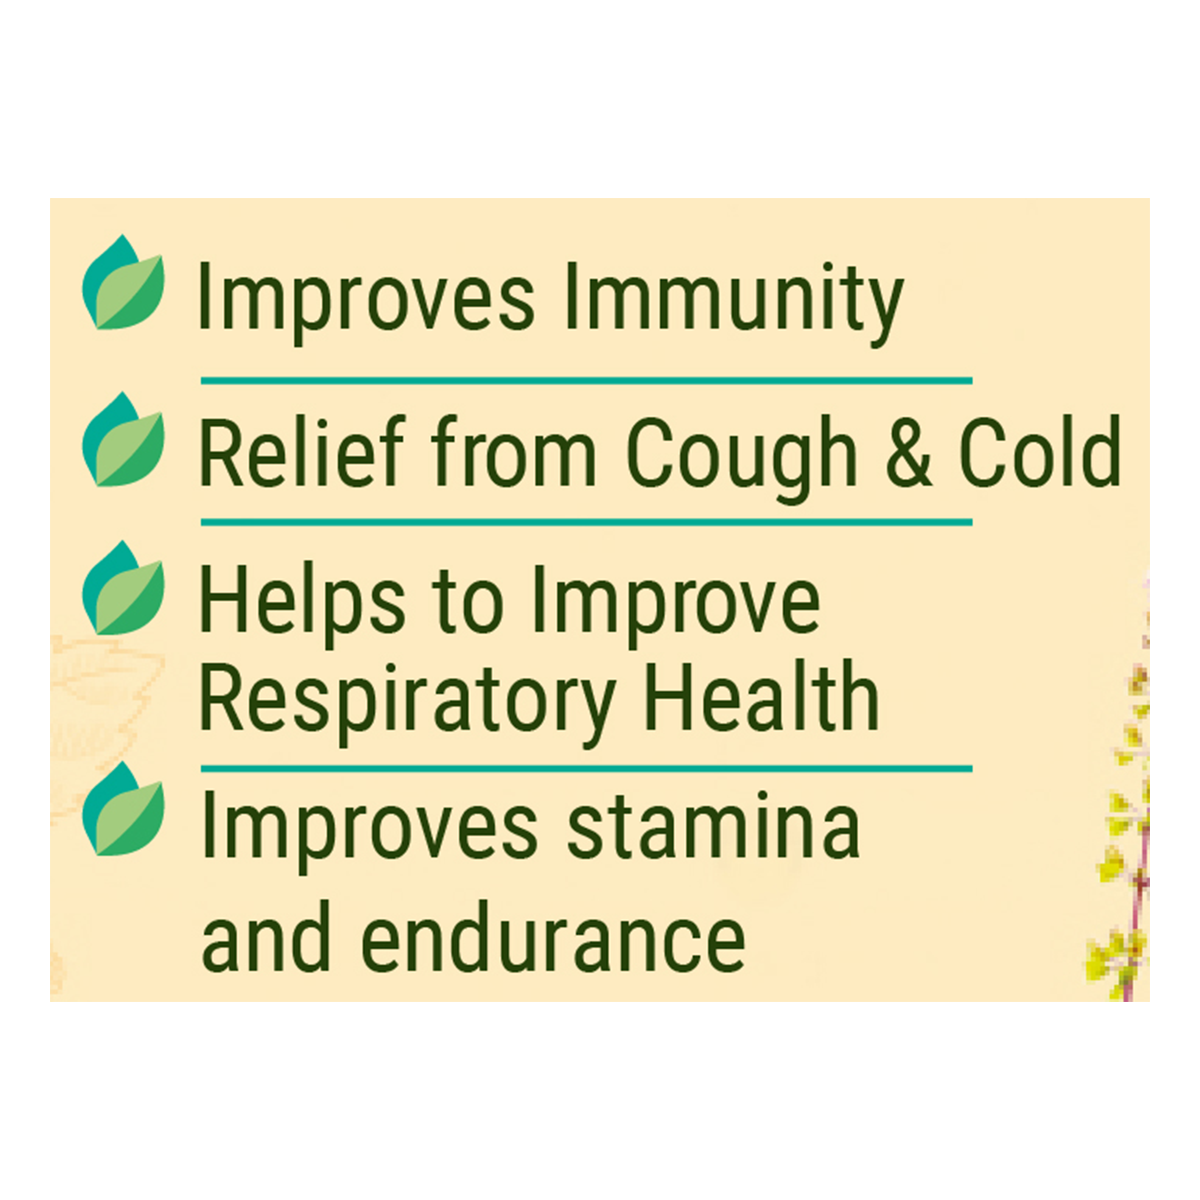 Improves Immunity
Relief from Cough & Cold
Helps to Improve
Respiratory Health
Improves stamina
and endurance